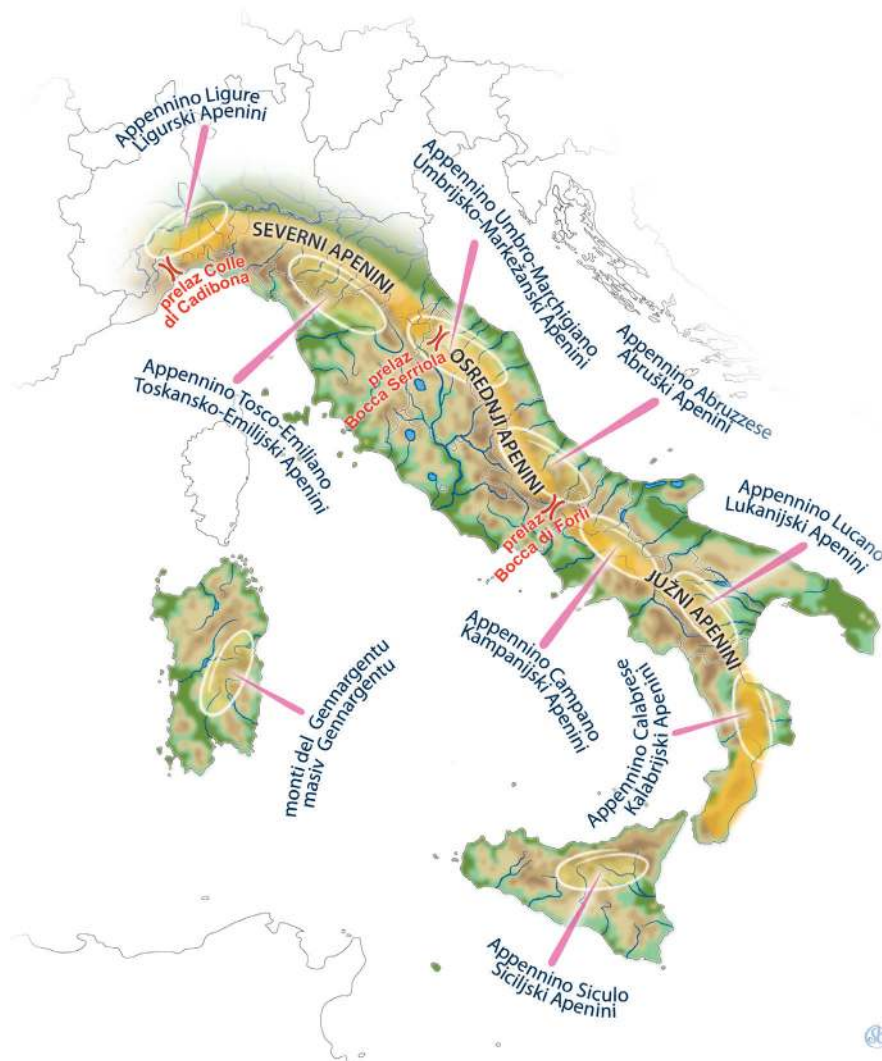 Appennino Ligure
Ligurski Apenini
Appennino Umbro-Marchigiano
Umbrijsko-Markežanski Apenini
SEVERNI APENINI
prelaz Colle
di Cadibona
Appennino Tosco-Emiliano
Toskansko-Emilijski Apenini
prelaz
Bocca Serriola
OSREDNJI APENINI
Appennino Abruzzese
Abruški Apenini
prelaz
Bocca di Forlì
Appennino Lucano
Lukanijski Apenini
JUŽNI APENINI
Appennino Campano
Kampanijski Apenini
Appennino Calabrese
Kalabrijski Apenini
monti del Gennargentu
masiv Gennargentu
Appennino Siculo
Siciljski Apenini